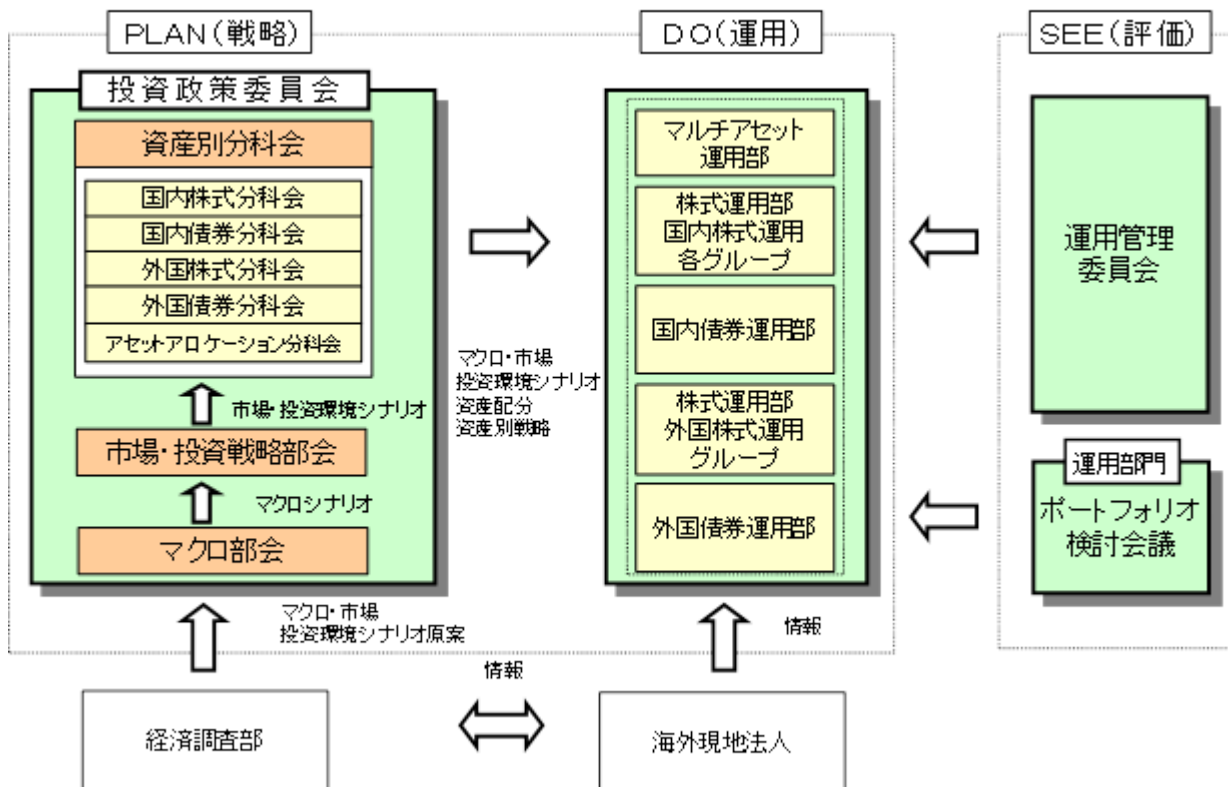 PLAN(戦略)
DO(運用)
SEE(評価)
投資政策委員会
資産別分科会
国内株式分科会
国内債券分科会
外国株式分科会
外国債券分科会
アセットアロケーション分科会
市場・投資環境シナリオ
市場・投資戦略部会
マクロシナリオ
マクロ部会
マクロ・市場
投資環境シナリオ
資産配分
資産別戦略
マルチアセット
運用部
株式運用部
国内株式運用
各グループ
国内債券運用部
株式運用部
外国株式運用
グループ
外国債券運用部
運用管理
委員会
運用部門
ポートフォリオ
検討会議
マクロ・市場
投資環境シナリオ原案
情報
情報
経済調査部
海外現地法人